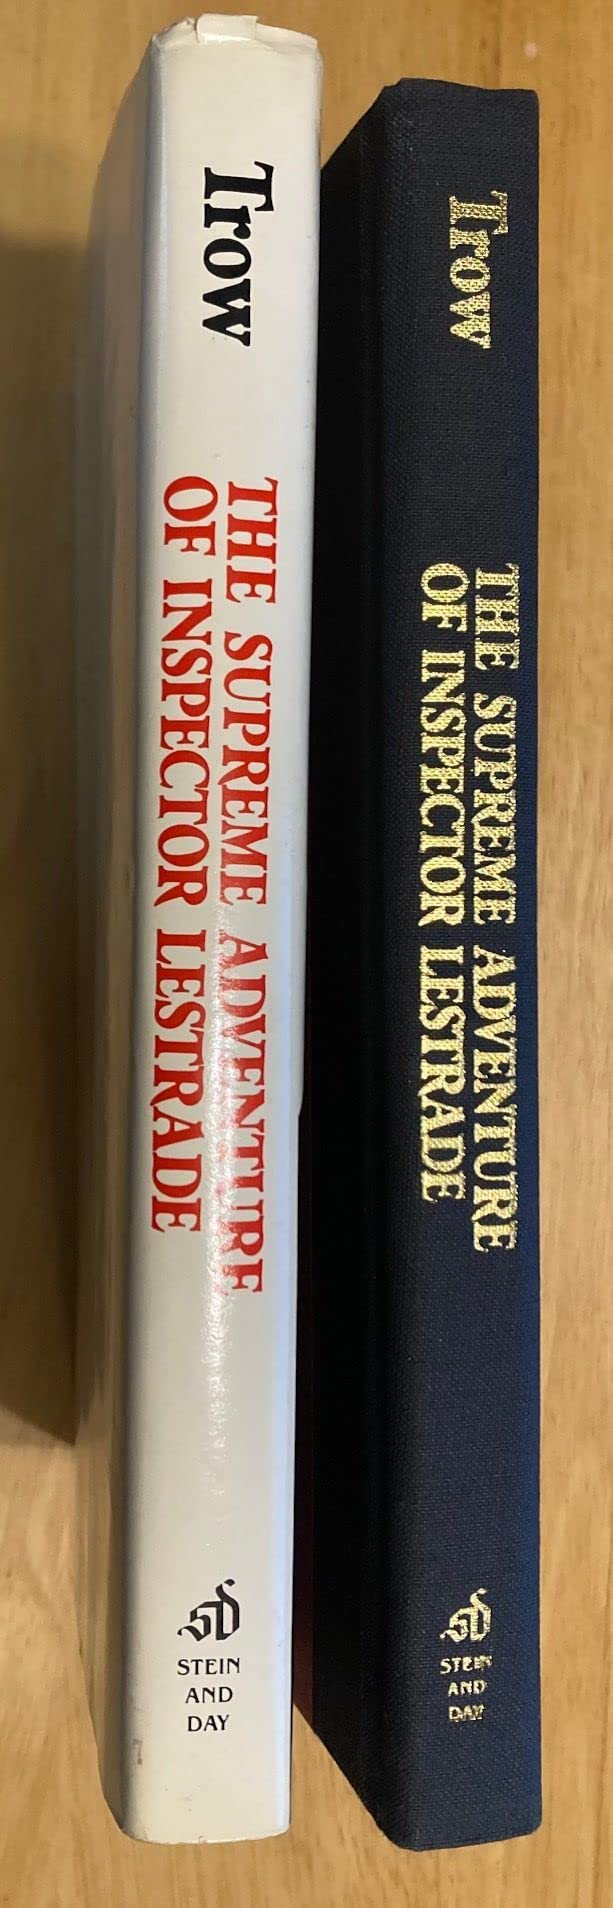 Trow
THE SUPREME ADVENTURE
OF INSPECTOR LESTRADE
SD
STEIN
AND
DAY
Trow
THE SUPREME ADVENTURE
OF INSPECTOR LESTRADE
SD
STEIN
AND
DAY